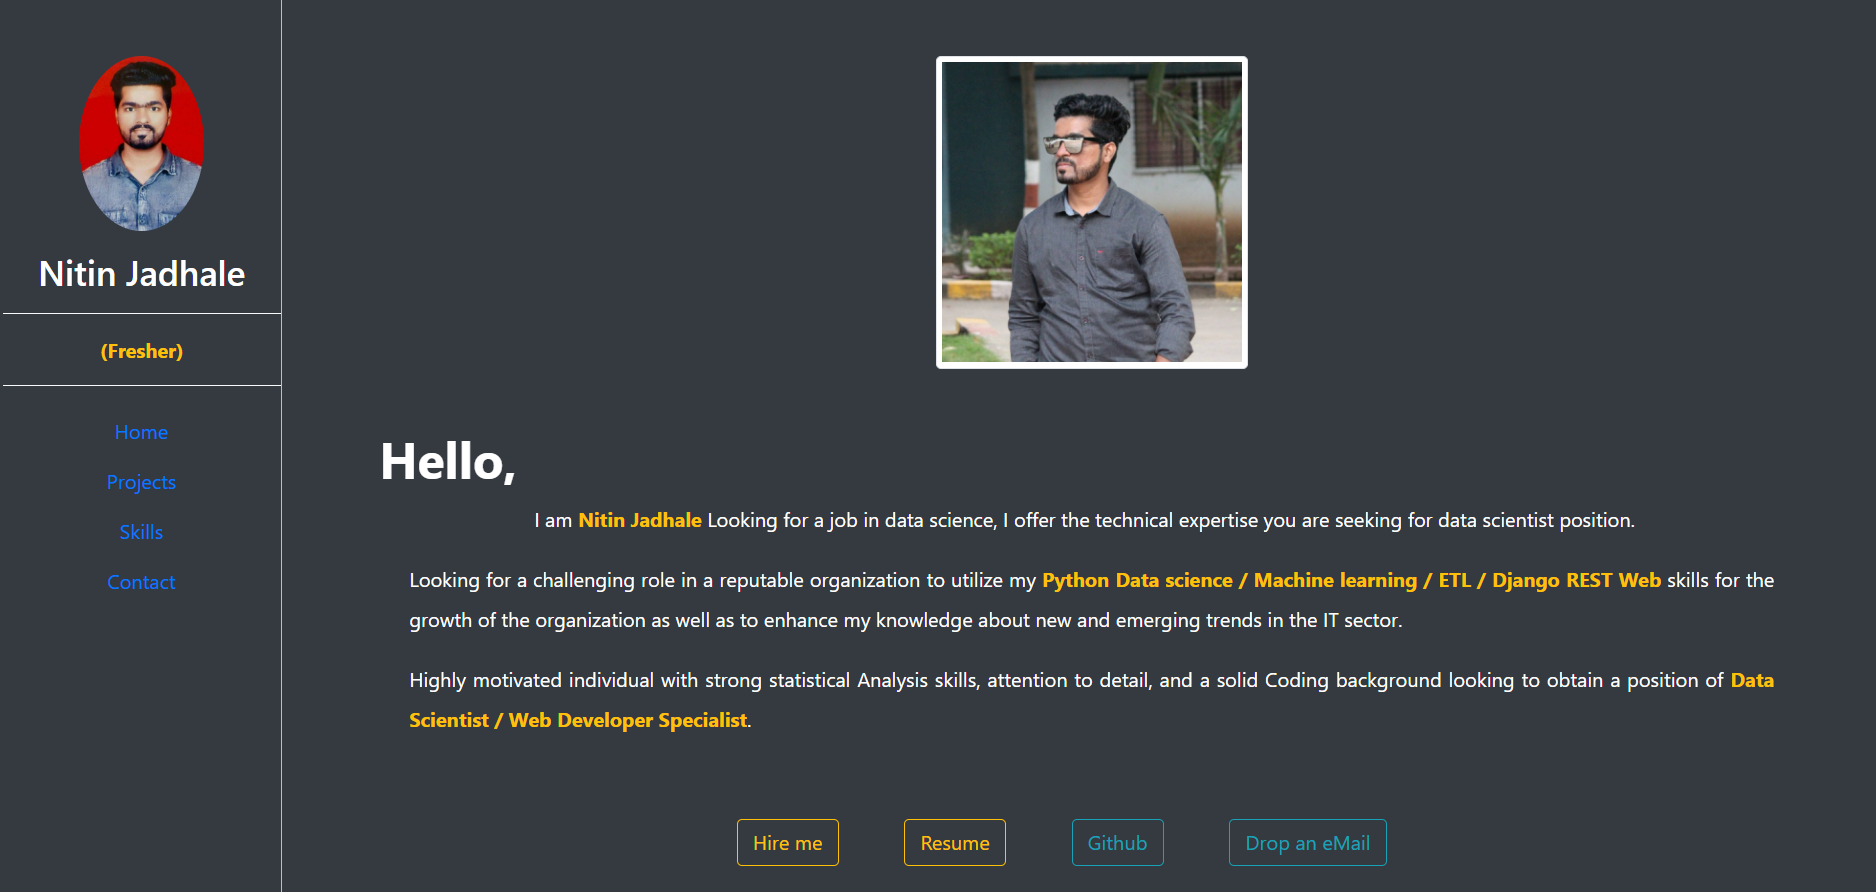 Nitin Jadhale
(Fresher)
Home
Projects
Skills
Contact
Hello,
I am Nitin Jadhale Looking for a job in data science, I offer the technical expertise you are seeking for data scientist position.
Looking for a challenging role in a reputable organization to utilize my Python Data science / Machine learning / ETL / Django REST Web skills for the
growth of the organization as well as to enhance my knowledge about new and emerging trends in the IT sector.
Highly motivated individual with strong statistical Analysis skills, attention to detail, and a solid Coding background looking to obtain a position of Data
Scientist / Web Developer Specialist.
Hire me
Resume
Github
Drop an eMail